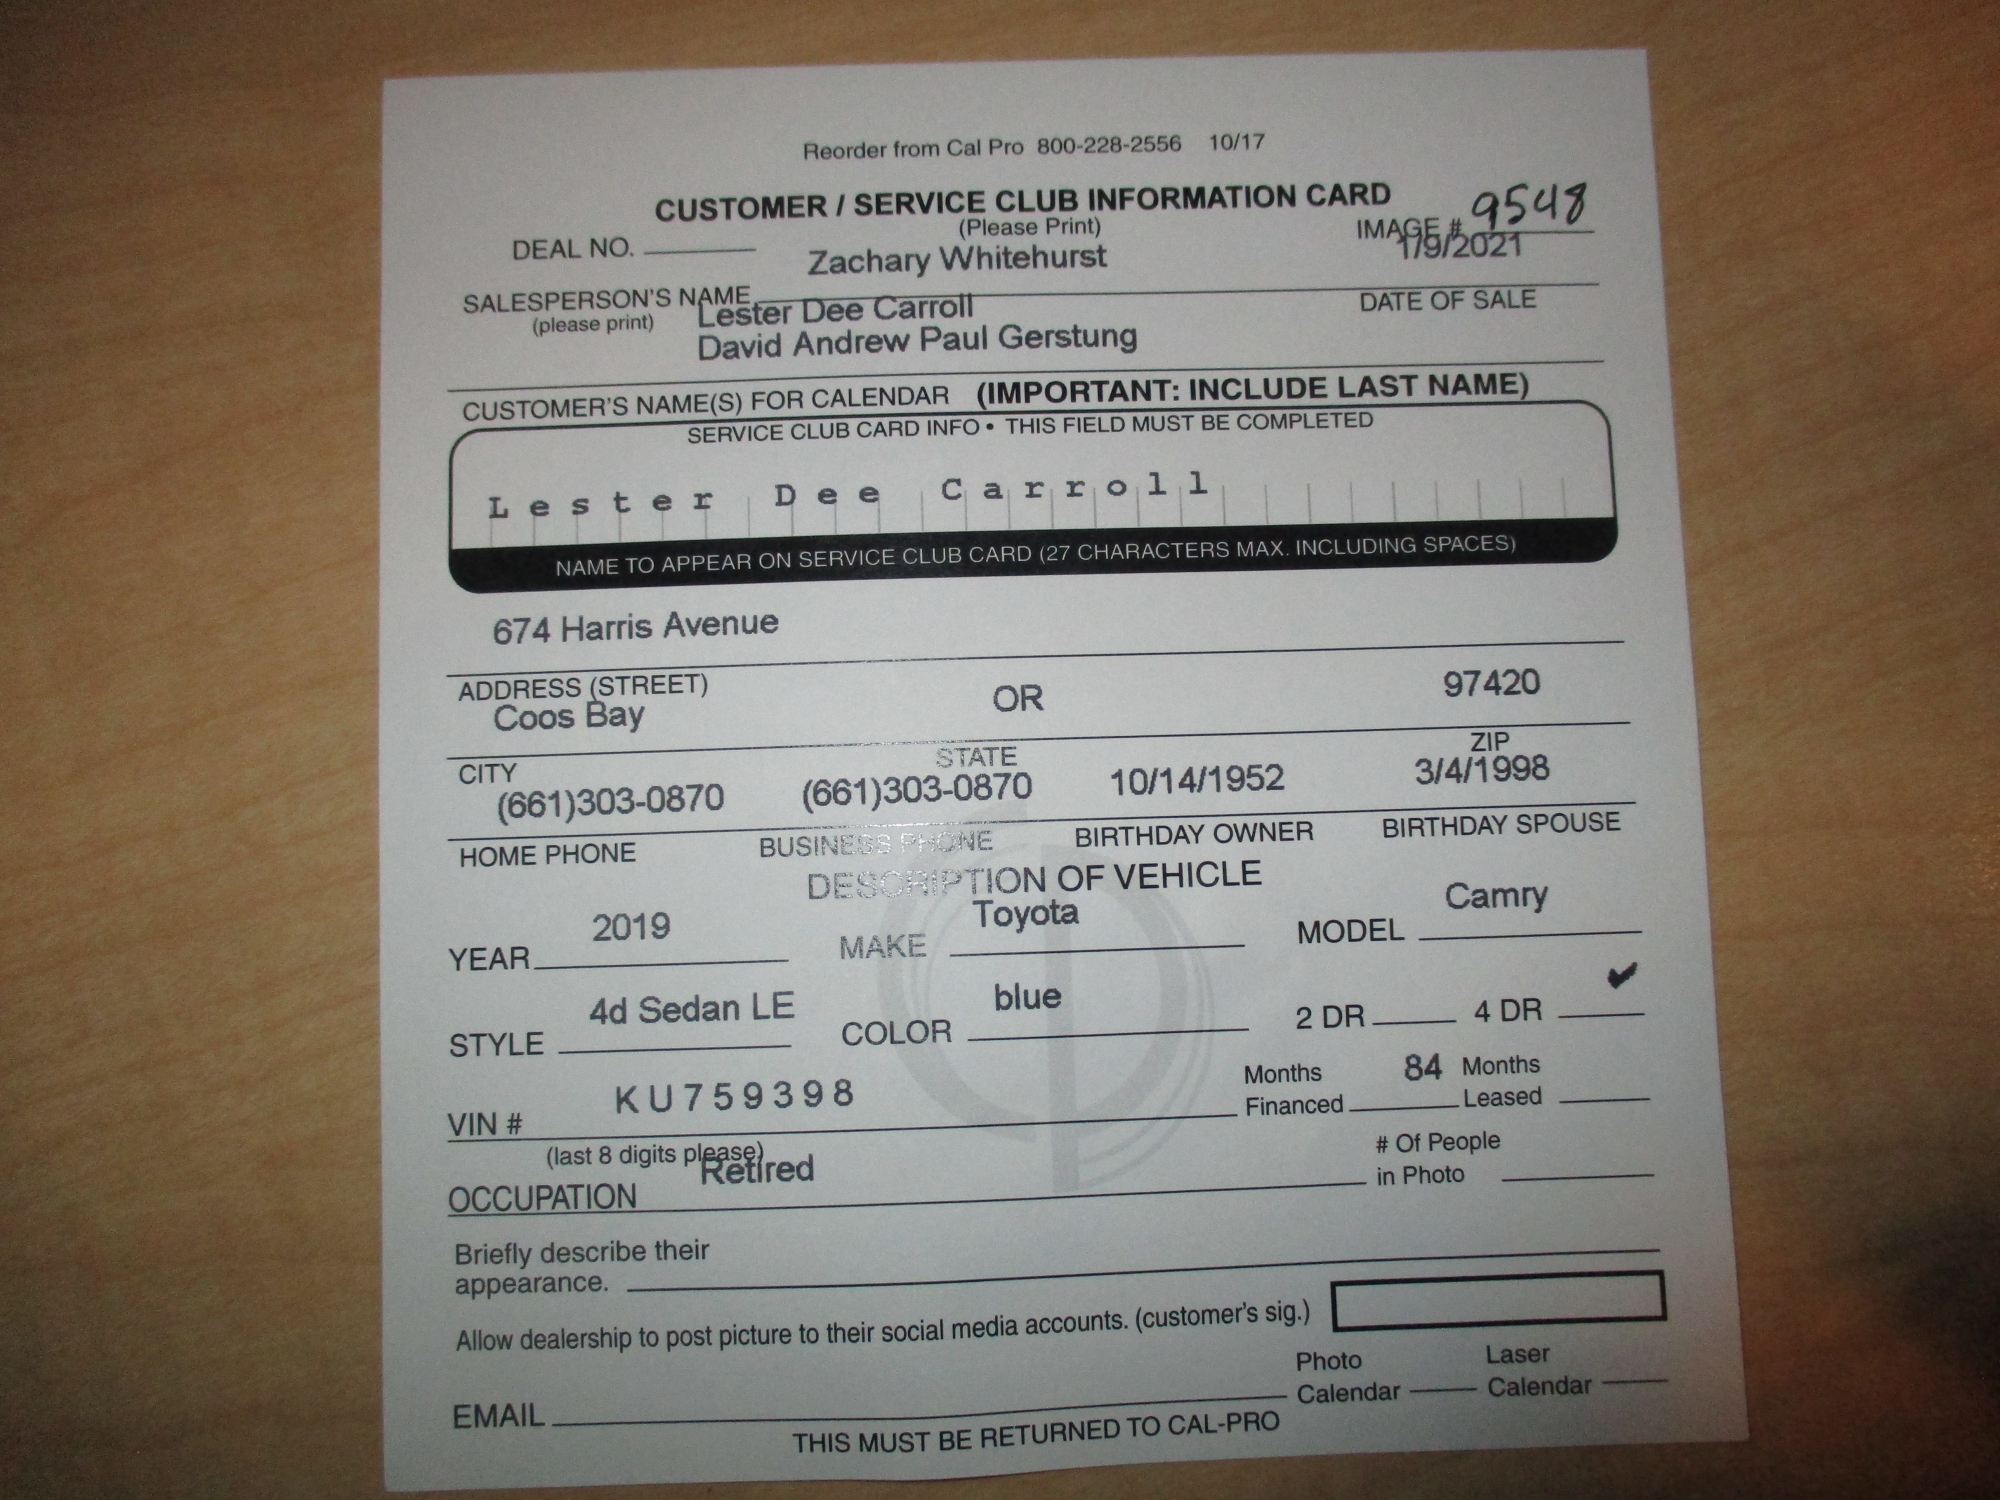 Reorder from Cal Pro 800-228-2556 10/17
CUSTOMER / SERVICE CLUB INFORMATION CARD
(Please Print)
IMAGE # 9548
DEAL NO.
Zachary Whitehurst
1/9/2021
SALESPERSON'S NAME
DATE OF SALE
(please print)
Lester Dee Carroll
David Andrew Paul Gerstung
CUSTOMER'S NAME(S) FOR CALENDAR (IMPORTANT: INCLUDE LAST NAME)
SERVICE CLUB CARD INFO • THIS FIELD MUST BE COMPLETED
Lester Dee Carroll
NAME TO APPEAR ON SERVICE CLUB CARD (27 CHARACTERS MAX. INCLUDING SPACES)
674 Harris Avenue
ADDRESS (STREET)
Coos Bay OR 97420
CITY STATE ZIP
(661)303-0870 (661)303-0870 10/14/1952 3/4/1998
HOME PHONE BUSINESS PHONE BIRTHDAY OWNER BIRTHDAY SPOUSE
DESCRIPTION OF VEHICLE
YEAR 2019 MAKE Toyota MODEL Camry
STYLE 4d Sedan LE COLOR blue 2 DR 4 DR ✔
VIN # KU759398 Months Financed 84 Months Leased
(last 8 digits please)
OCCUPATION Retired # Of People in Photo
Briefly describe their
appearance.
Allow dealership to post picture to their social media accounts. (customer's sig.)
Photo Calendar Laser Calendar
EMAIL
THIS MUST BE RETURNED TO CAL-PRO